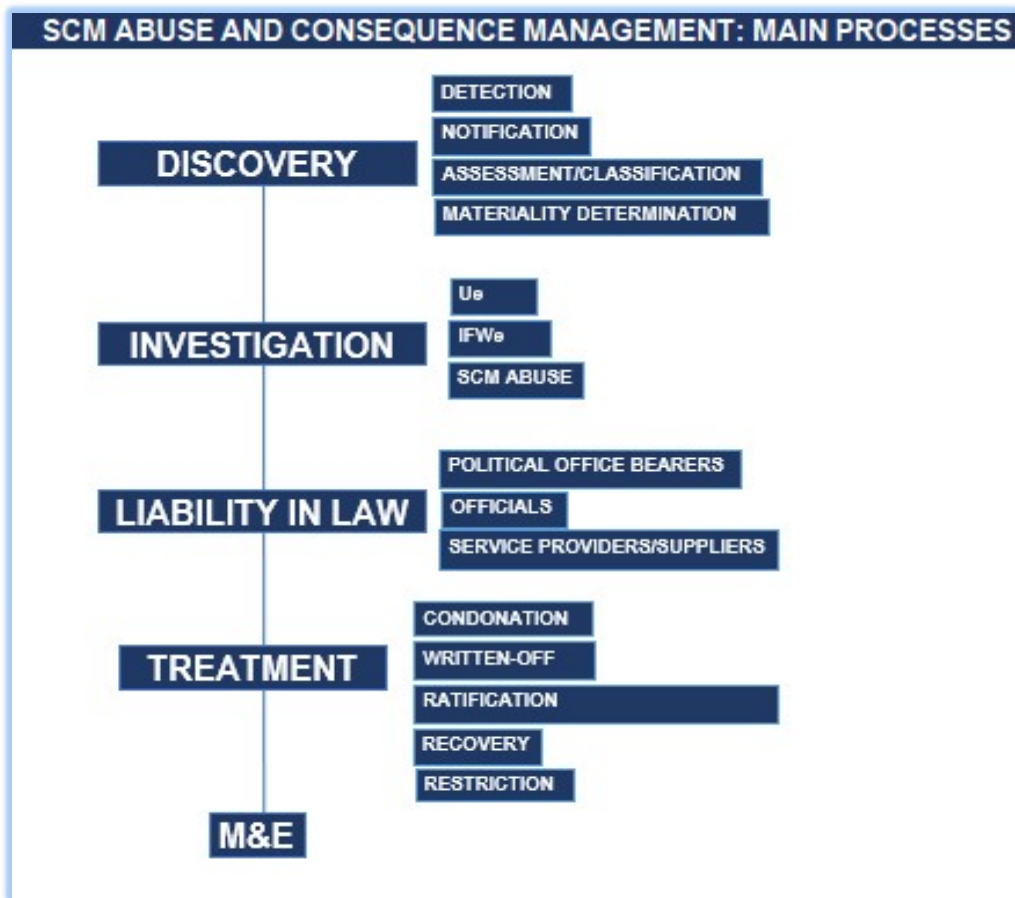 SCM ABUSE AND CONSEQUENCE MANAGEMENT: MAIN PROCESSES
DISCOVERY
DETECTION
NOTIFICATION
ASSESSMENT/CLASSIFICATION
MATERIALITY DETERMINATION
INVESTIGATION
Ue
IFWe
SCM ABUSE
LIABILITY IN LAW
POLITICAL OFFICE BEARERS
OFFICIALS
SERVICE PROVIDERS/SUPPLIERS
TREATMENT
CONDONATION
WRITTEN-OFF
RATIFICATION
RECOVERY
RESTRICTION
M&E